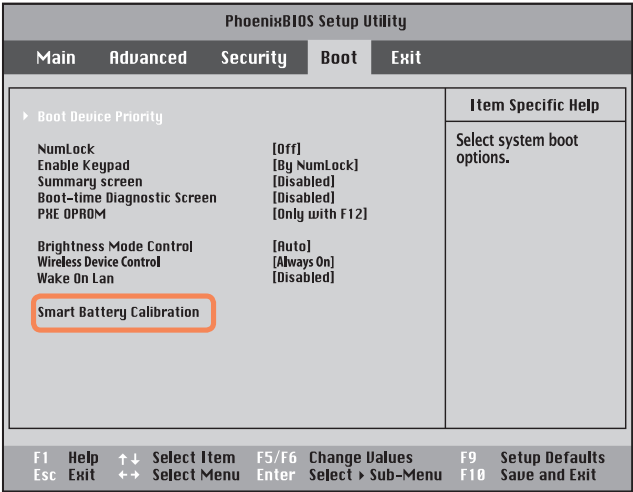 PhoenixBIOS Setup Utility
Main Advanced Security Boot Exit
Boot Device Priority
NumLock [Off]
Enable Keypad [By NumLock]
Summary screen [Disabled]
Boot-time Diagnostic Screen [Disabled]
PXE OPROM [Only with F12]
Brightness Mode Control [Auto]
Wireless Device Control [Always On]
Wake On Lan [Disabled]
Smart Battery Calibration
Item Specific Help
Select system boot
options.
F1 Help ↑↓ Select Item F5/F6 Change Values F9 Setup Defaults
Esc Exit ←→ Select Menu Enter Select ▸ Sub-Menu F10 Save and Exit